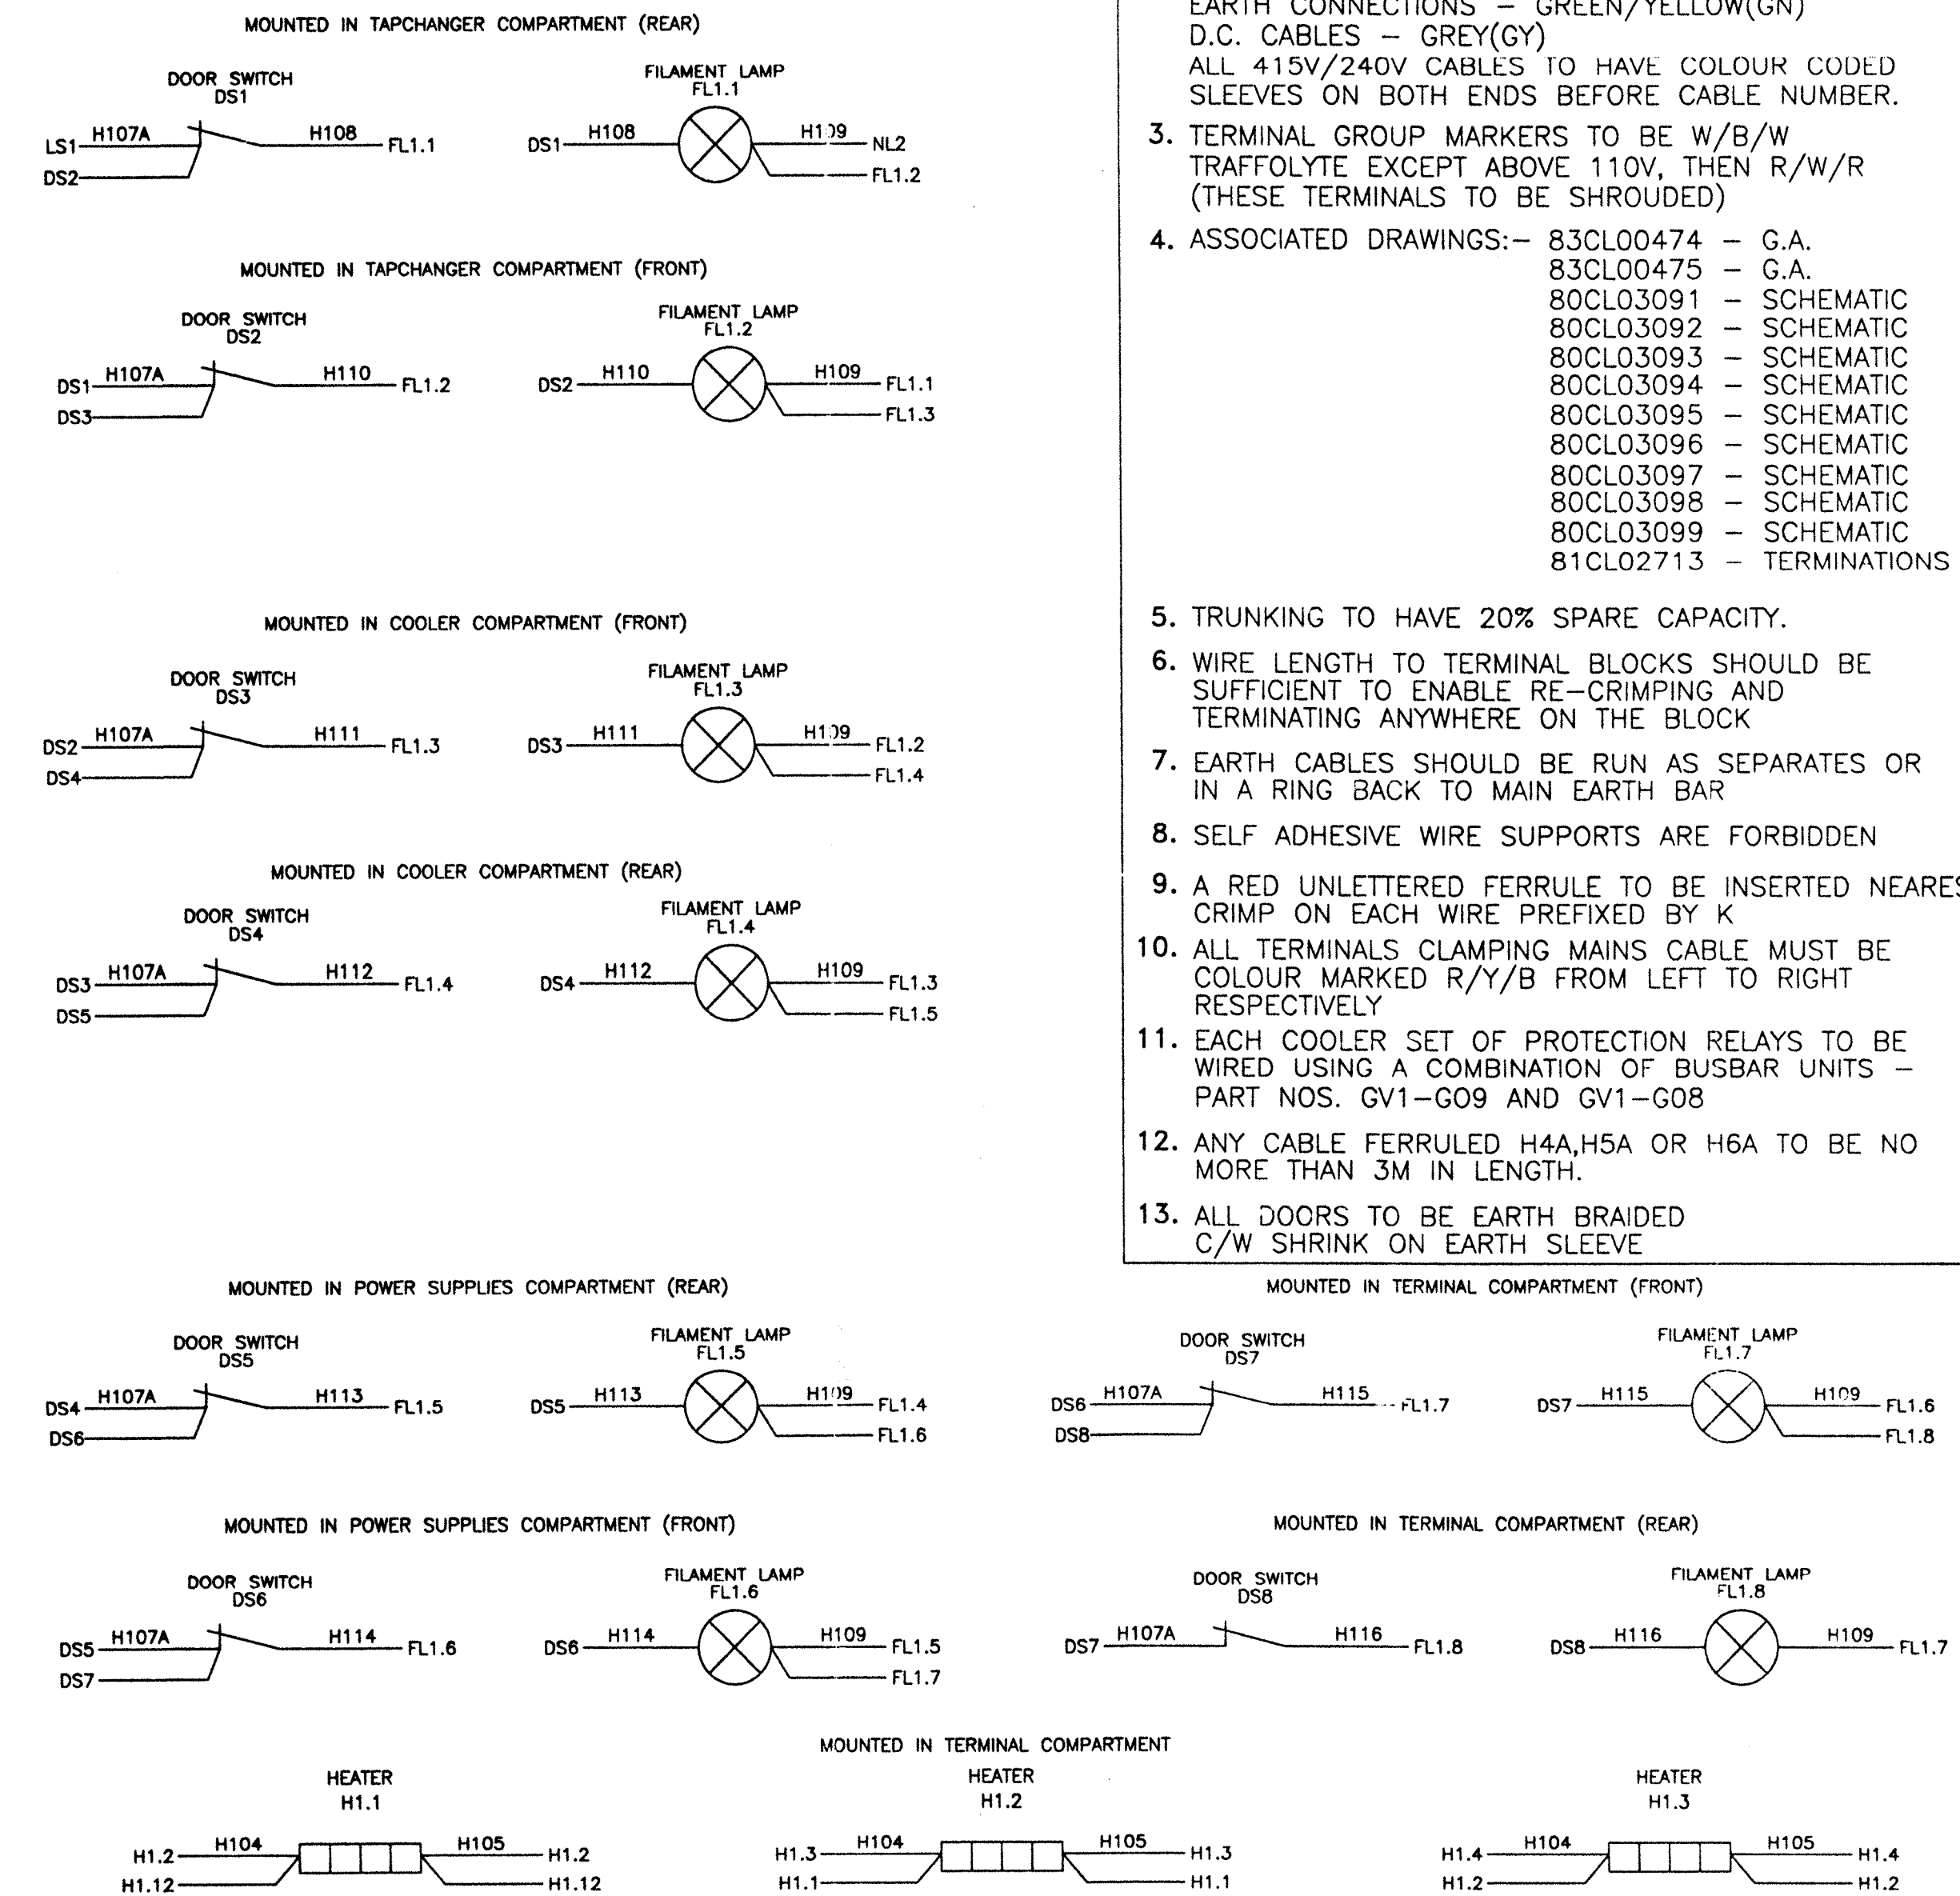 MOUNTED IN TAPCHANGER COMPARTMENT (REAR)
DOOR SWITCH
DS1
LS1 H107A H108 FL1.1
DS2
FILAMENT LAMP
FL1.1
DS1 H108 H109 NL2
FL1.2
MOUNTED IN TAPCHANGER COMPARTMENT (FRONT)
DOOR SWITCH
DS2
DS1 H107A H110 FL1.2
DS3
FILAMENT LAMP
FL1.2
DS2 H110 H109 FL1.1
FL1.3
MOUNTED IN COOLER COMPARTMENT (FRONT)
DOOR SWITCH
DS3
DS2 H107A H111 FL1.3
DS4
FILAMENT LAMP
FL1.3
DS3 H111 H109 FL1.2
FL1.4
MOUNTED IN COOLER COMPARTMENT (REAR)
DOOR SWITCH
DS4
DS3 H107A H112 FL1.4
DS5
FILAMENT LAMP
FL1.4
DS4 H112 H109 FL1.3
FL1.5
EARTH CONNECTIONS – GREEN/YELLOW(GN)
D.C. CABLES – GREY(GY)
ALL 415V/240V CABLES TO HAVE COLOUR CODED
SLEEVES ON BOTH ENDS BEFORE CABLE NUMBER.
3. TERMINAL GROUP MARKERS TO BE W/B/W
TRAFFOLYTE EXCEPT ABOVE 110V, THEN R/W/R
(THESE TERMINALS TO BE SHROUDED)
4. ASSOCIATED DRAWINGS:– 83CL00474 – G.A.
83CL00475 – G.A.
80CL03091 – SCHEMATIC
80CL03092 – SCHEMATIC
80CL03093 – SCHEMATIC
80CL03094 – SCHEMATIC
80CL03095 – SCHEMATIC
80CL03096 – SCHEMATIC
80CL03097 – SCHEMATIC
80CL03098 – SCHEMATIC
80CL03099 – SCHEMATIC
81CL02713 – TERMINATIONS
5. TRUNKING TO HAVE 20% SPARE CAPACITY.
6. WIRE LENGTH TO TERMINAL BLOCKS SHOULD BE
SUFFICIENT TO ENABLE RE–CRIMPING AND
TERMINATING ANYWHERE ON THE BLOCK
7. EARTH CABLES SHOULD BE RUN AS SEPARATES OR
IN A RING BACK TO MAIN EARTH BAR
8. SELF ADHESIVE WIRE SUPPORTS ARE FORBIDDEN
9. A RED UNLETTERED FERRULE TO BE INSERTED NEARES
CRIMP ON EACH WIRE PREFIXED BY K
10. ALL TERMINALS CLAMPING MAINS CABLE MUST BE
COLOUR MARKED R/Y/B FROM LEFT TO RIGHT
RESPECTIVELY
11. EACH COOLER SET OF PROTECTION RELAYS TO BE
WIRED USING A COMBINATION OF BUSBAR UNITS –
PART NOS. GV1–G09 AND GV1–G08
12. ANY CABLE FERRULED H4A,H5A OR H6A TO BE NO
MORE THAN 3M IN LENGTH.
13. ALL DOORS TO BE EARTH BRAIDED
C/W SHRINK ON EARTH SLEEVE
MOUNTED IN POWER SUPPLIES COMPARTMENT (REAR)
DOOR SWITCH
DS5
DS4 H107A H113 FL1.5
DS6
FILAMENT LAMP
FL1.5
DS5 H113 H109 FL1.4
FL1.6
MOUNTED IN TERMINAL COMPARTMENT (FRONT)
DOOR SWITCH
DS7
DS6 H107A H115 FL1.7
DS8
FILAMENT LAMP
FL1.7
DS7 H115 H109 FL1.6
FL1.8
MOUNTED IN POWER SUPPLIES COMPARTMENT (FRONT)
DOOR SWITCH
DS6
DS5 H107A H114 FL1.6
DS7
FILAMENT LAMP
FL1.6
DS6 H114 H109 FL1.5
FL1.7
MOUNTED IN TERMINAL COMPARTMENT (REAR)
DOOR SWITCH
DS8
DS7 H107A H116 FL1.8
FILAMENT LAMP
FL1.8
DS8 H116 H109 FL1.7
MOUNTED IN TERMINAL COMPARTMENT
HEATER
H1.1
H1.2 H104 H105 H1.2
H1.12 H1.12
HEATER
H1.2
H1.3 H104 H105 H1.3
H1.1 H1.1
HEATER
H1.3
H1.4 H104 H105 H1.4
H1.2 H1.2